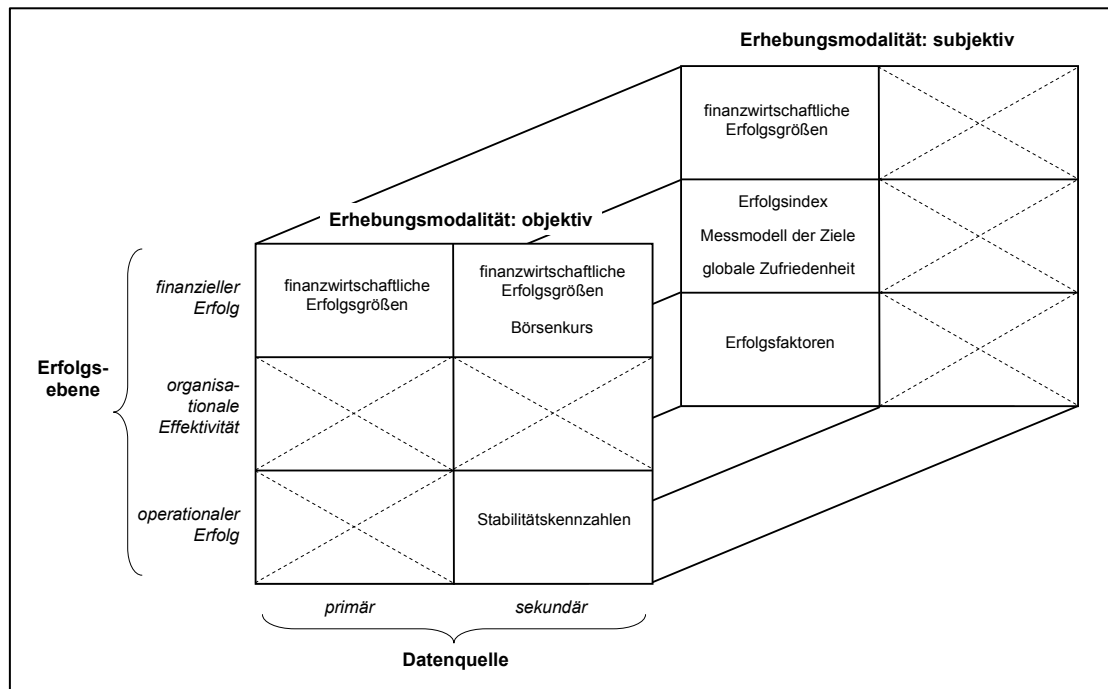 Erhebungsmodalität: subjektiv
finanzwirtschaftliche
Erfolgsgrößen
Erfolgsindex
Messmodell der Ziele
globale Zufriedenheit
Erfolgsfaktoren
Erhebungsmodalität: objektiv
finanzieller
Erfolg
finanzwirtschaftliche
Erfolgsgrößen
finanzwirtschaftliche
Erfolgsgrößen
Börsenkurs
Erfolgs-
ebene
organisa-
tionale
Effektivität
operationaler
Erfolg
Stabilitätskennzahlen
primär
sekundär
Datenquelle